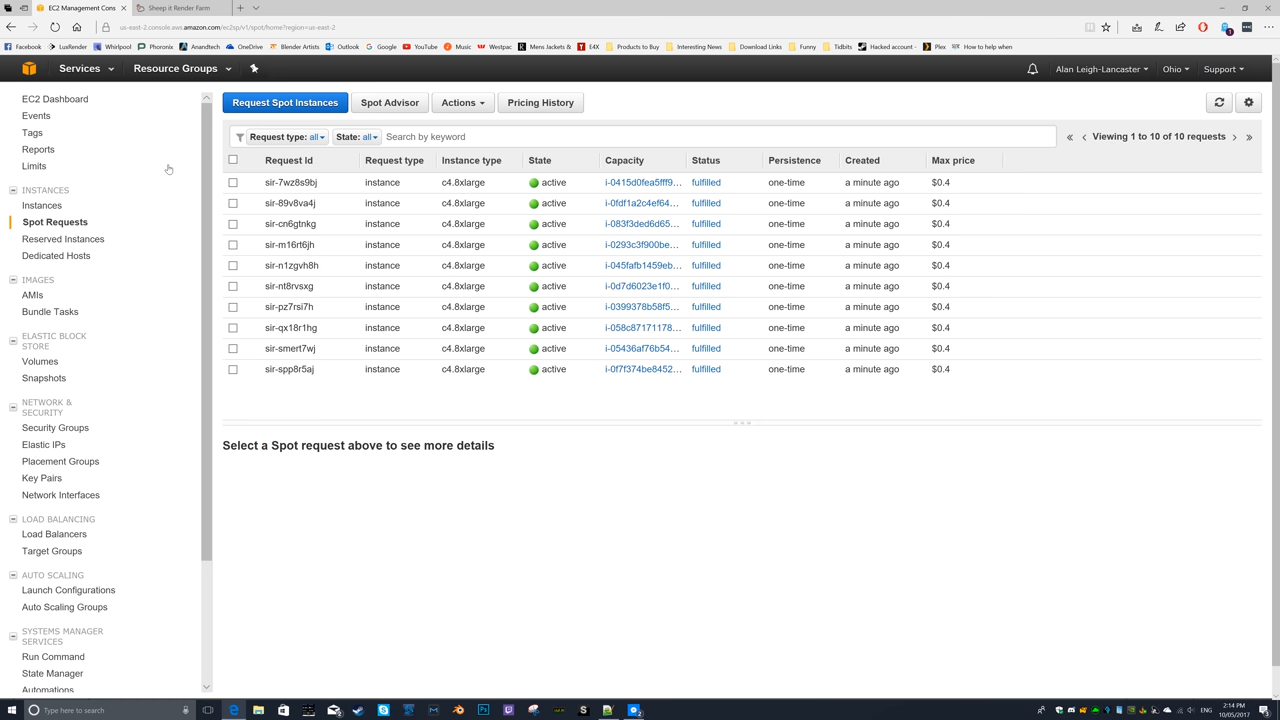 EC2 Management Cons
Sheep it Render Farm
us-east-2.console.aws.amazon.com/ec2sp/v1/spot/home?region=us-east-2
Facebook LuxRender Whirlpool Phoronix Anandtech OneDrive Blender Artists Outlook Google YouTube Music Westpac Mens Jackets & E4X Products to Buy Interesting News Download Links Funny Tidbits Hacked account - Plex How to help when
Services Resource Groups Alan Leigh-Lancaster Ohio Support
EC2 Dashboard
Events
Tags
Reports
Limits
INSTANCES
Instances
Spot Requests
Reserved Instances
Dedicated Hosts
IMAGES
AMIs
Bundle Tasks
ELASTIC BLOCK
STORE
Volumes
Snapshots
NETWORK &
SECURITY
Security Groups
Elastic IPs
Placement Groups
Key Pairs
Network Interfaces
LOAD BALANCING
Load Balancers
Target Groups
AUTO SCALING
Launch Configurations
Auto Scaling Groups
SYSTEMS MANAGER
SERVICES
Run Command
State Manager
Automations
Request Spot Instances Spot Advisor Actions Pricing History
Request type: all State: all Search by keyword Viewing 1 to 10 of 10 requests
Request Id Request type Instance type State Capacity Status Persistence Created Max price
sir-7wz8s9bj instance c4.8xlarge active i-0415d0fea5fff9... fulfilled one-time a minute ago $0.4
sir-89v8va4j instance c4.8xlarge active i-0fdf1a2c4ef64... fulfilled one-time a minute ago $0.4
sir-cn6gtnkg instance c4.8xlarge active i-083f3ded6d65... fulfilled one-time a minute ago $0.4
sir-m16rt6jh instance c4.8xlarge active i-0293c3f900be... fulfilled one-time a minute ago $0.4
sir-n1zgvh8h instance c4.8xlarge active i-045fafb1459eb... fulfilled one-time a minute ago $0.4
sir-nt8rvsxg instance c4.8xlarge active i-0d7d6023e1f0... fulfilled one-time a minute ago $0.4
sir-pz7rsi7h instance c4.8xlarge active i-0399378b58f5... fulfilled one-time a minute ago $0.4
sir-qx18r1hg instance c4.8xlarge active i-058c87171178... fulfilled one-time a minute ago $0.4
sir-smert7wj instance c4.8xlarge active i-05436af76b54... fulfilled one-time a minute ago $0.4
sir-spp8r5aj instance c4.8xlarge active i-0f7f374be8452... fulfilled one-time a minute ago $0.4
Select a Spot request above to see more details
Type here to search
2:14 PM
10/05/2017